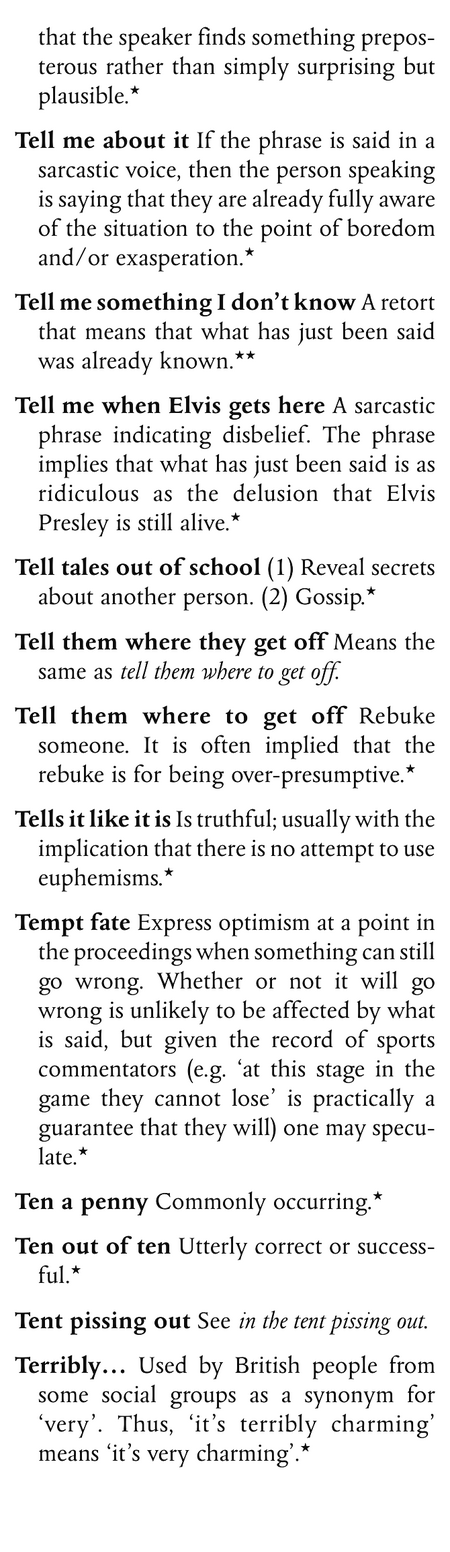 that the speaker finds something prepos-
terous rather than simply surprising but
plausible.★
Tell me about it If the phrase is said in a
sarcastic voice, then the person speaking
is saying that they are already fully aware
of the situation to the point of boredom
and/or exasperation.★
Tell me something I don’t know A retort
that means that what has just been said
was already known.★★
Tell me when Elvis gets here A sarcastic
phrase indicating disbelief. The phrase
implies that what has just been said is as
ridiculous as the delusion that Elvis
Presley is still alive.★
Tell tales out of school (1) Reveal secrets
about another person. (2) Gossip.★
Tell them where they get off Means the
same as tell them where to get off.
Tell them where to get off Rebuke
someone. It is often implied that the
rebuke is for being over-presumptive.★
Tells it like it is Is truthful; usually with the
implication that there is no attempt to use
euphemisms.★
Tempt fate Express optimism at a point in
the proceedings when something can still
go wrong. Whether or not it will go
wrong is unlikely to be affected by what
is said, but given the record of sports
commentators (e.g. ‘at this stage in the
game they cannot lose’ is practically a
guarantee that they will) one may specu-
late.★
Ten a penny Commonly occurring.★
Ten out of ten Utterly correct or success-
ful.★
Tent pissing out See in the tent pissing out.
Terribly… Used by British people from
some social groups as a synonym for
‘very’. Thus, ‘it’s terribly charming’
means ‘it’s very charming’.★